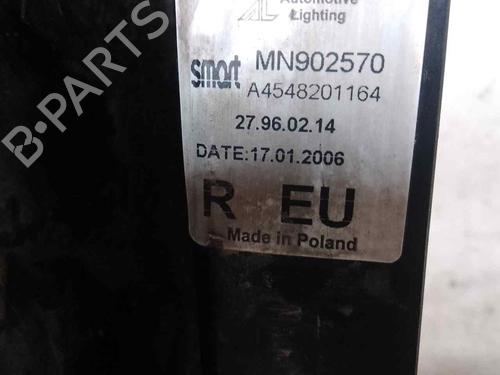 Automotive
Lighting
smart MN902570
A4548201164
27.96.02.14
DATE:17.01.2006
R EU
Made in Poland
B-PARTS